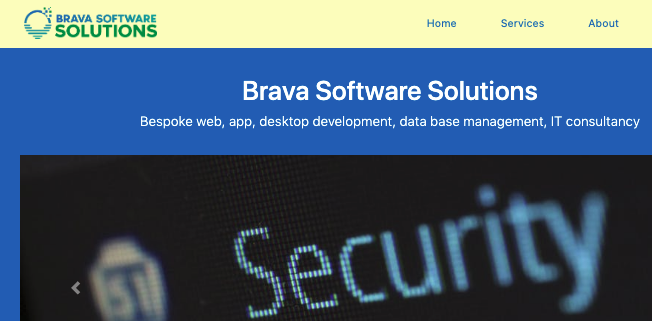 BRAVA SOFTWARE
SOLUTIONS
Home Services About
Brava Software Solutions
Bespoke web, app, desktop development, data base management, IT consultancy
Security